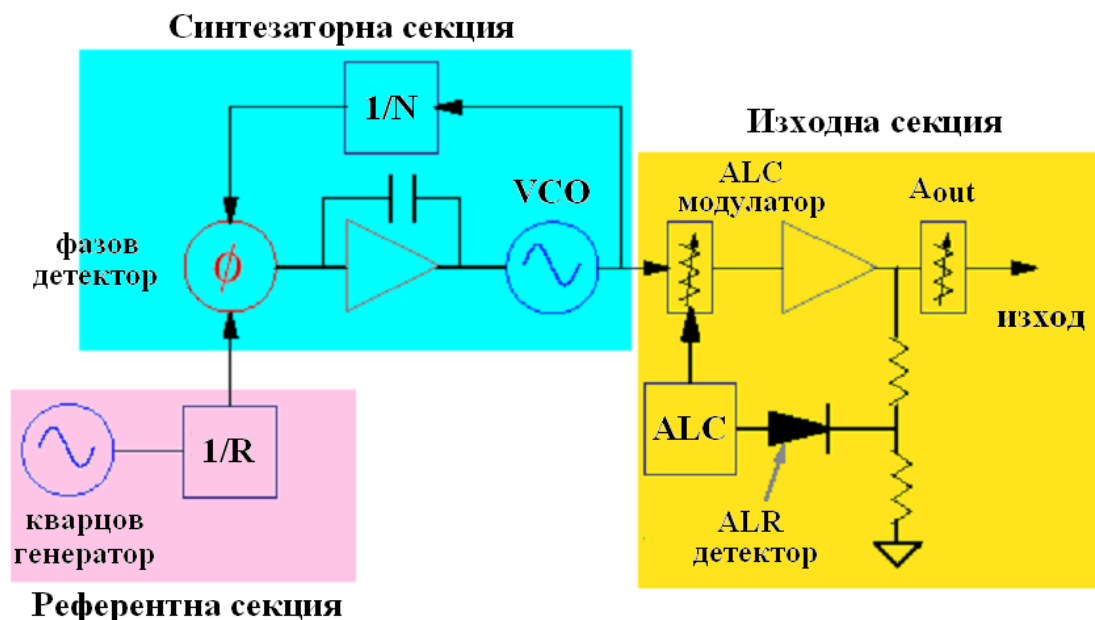 Синтезаторна секция
1/N
Изходна секция
VCO
ALC
модулатор
Aout
фазов
детектор
ϕ
изход
1/R
ALC
кварцов
генератор
ALR
детектор
Референтна секция